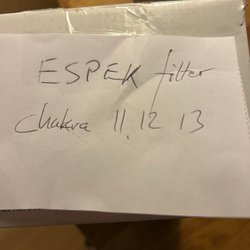 ESPEK filter
chakra 11, 12 13